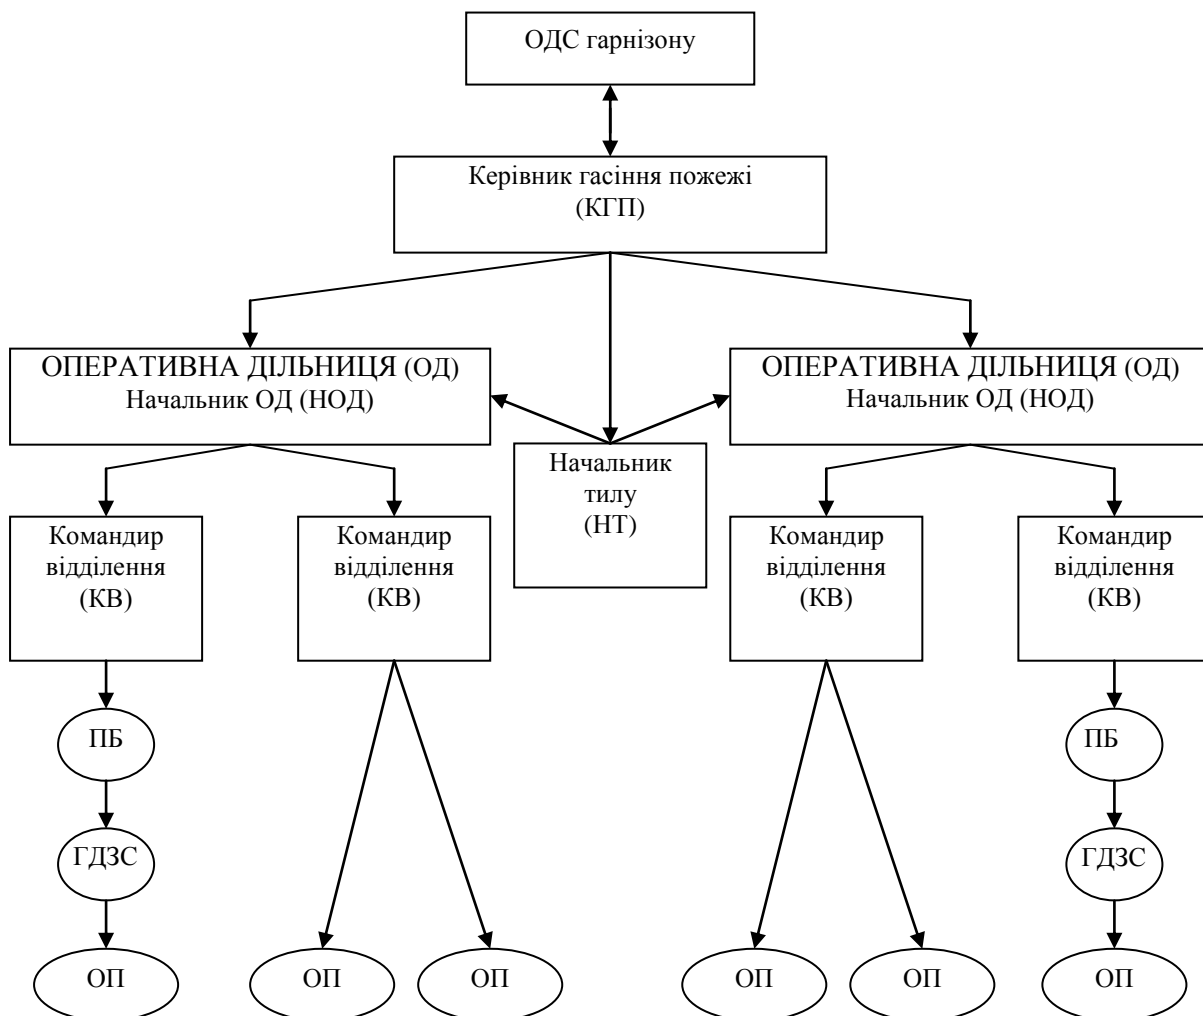 ОДС гарнізону
Керівник гасіння пожежі
(КГП)
ОПЕРАТИВНА ДІЛЬНИЦЯ (ОД)
Начальник ОД (НОД)
ОПЕРАТИВНА ДІЛЬНИЦЯ (ОД)
Начальник ОД (НОД)
Начальник
тилу
(НТ)
Командир
відділення
(КВ)
Командир
відділення
(КВ)
Командир
відділення
(КВ)
Командир
відділення
(КВ)
ПБ
ПБ
ГДЗС
ГДЗС
ОП
ОП
ОП
ОП
ОП
ОП